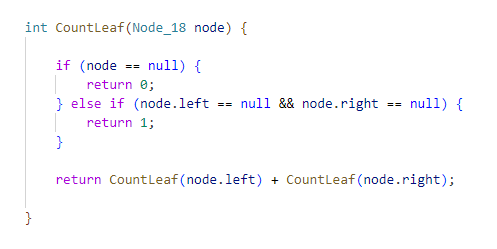 int CountLeaf(Node_18 node) {
if (node == null) {
return 0;
} else if (node.left == null && node.right == null) {
return 1;
}
return CountLeaf(node.left) + CountLeaf(node.right);
}